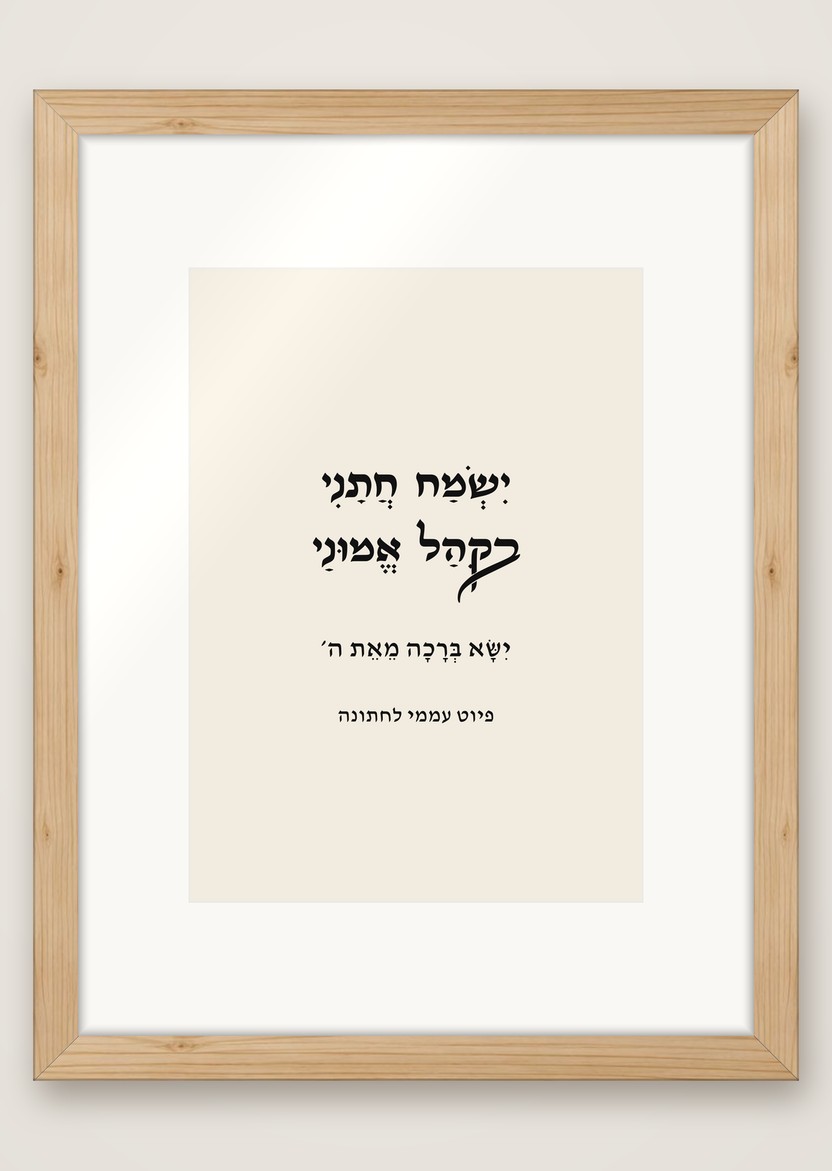 יִשְֹמַח חֲתָנִי
בִקְהַל אֱמוּנַי
יִשָּׂא בְּרָכָה מֵאֵת ה׳
פיוט עממי לחתונה